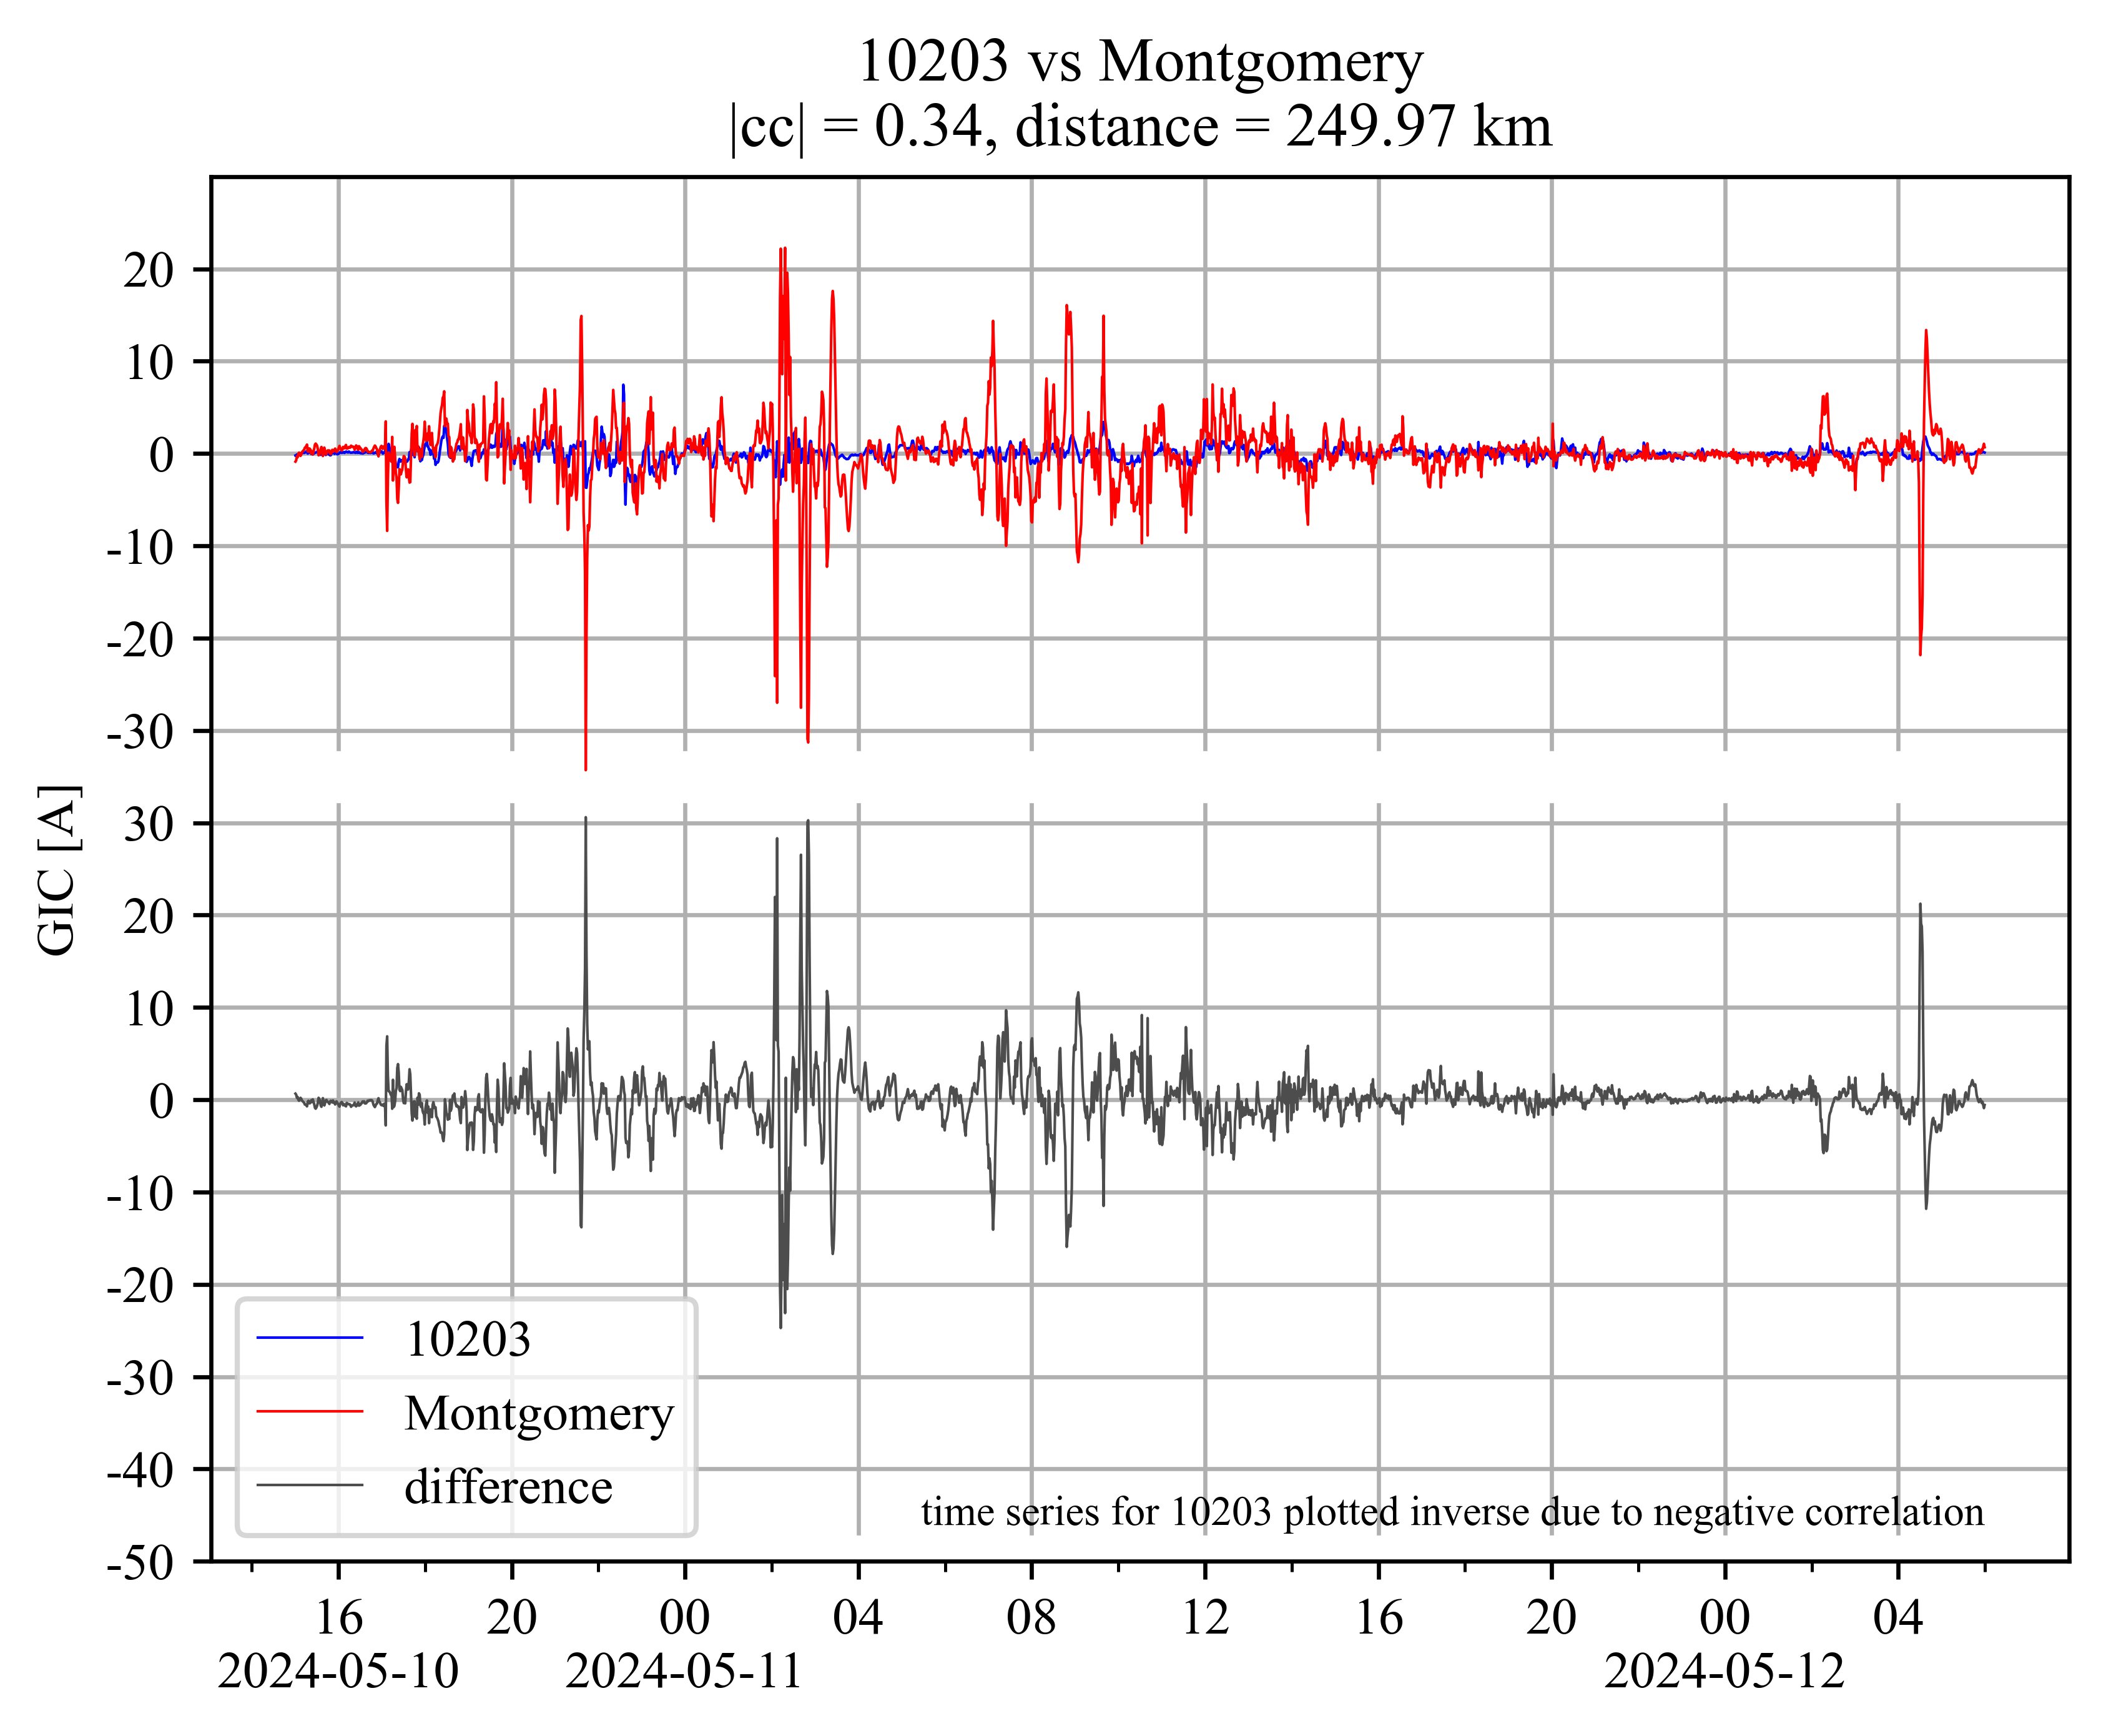 10203 vs Montgomery
|cc| = 0.34, distance = 249.97 km
20
10
0
-10
-20
-30
30
20
10
0
-10
-20
-30
-40
-50
GIC [A]
10203
Montgomery
difference
time series for 10203 plotted inverse due to negative correlation
16 20 00 04 08 12 16 20 00 04
2024-05-10 2024-05-11 2024-05-12